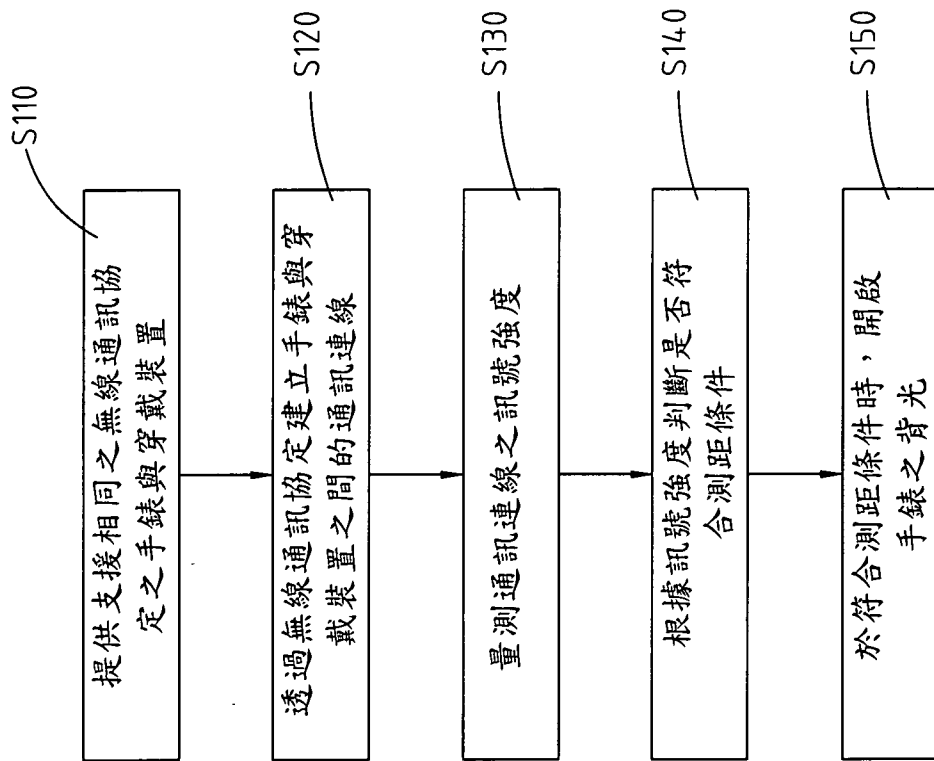 S110
提供支援相同之無線通訊協
定之手錶與穿戴裝置
S120
透過無線通訊協定建立手錶與穿
戴裝置之間的通訊連線
S130
量測通訊連線之訊號強度
S140
根據訊號強度判斷是否符
合測距條件
S150
於符合測距條件時，開啟
手錶之背光